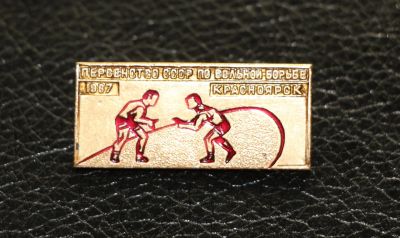 ПЕРВЕНСТВО СССР ПО ВОЛЬНОЙ БОРЬБЕ
1967 КРАСНОЯРСК